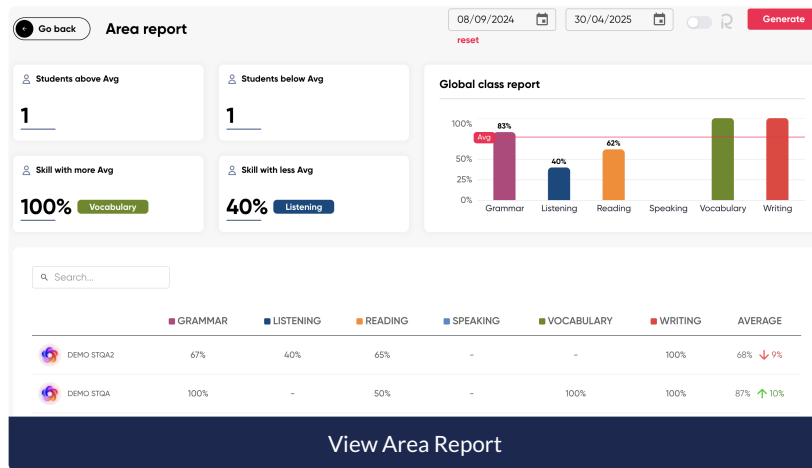 Go back
Area report
08/09/2024
30/04/2025
Generate
reset
Students above Avg
1
Students below Avg
1
Skill with more Avg
100% Vocabulary
Skill with less Avg
40% Listening
Global class report
100%
50%
25%
0%
Avg
83%
40%
62%
Grammar Listening Reading Speaking Vocabulary Writing
Search...
GRAMMAR LISTENING READING SPEAKING VOCABULARY WRITING AVERAGE
DEMO STQA2 67% 40% 65% - - 100% 68% 9%
DEMO STQA 100% - 50% - 100% 100% 87% 10%
View Area Report